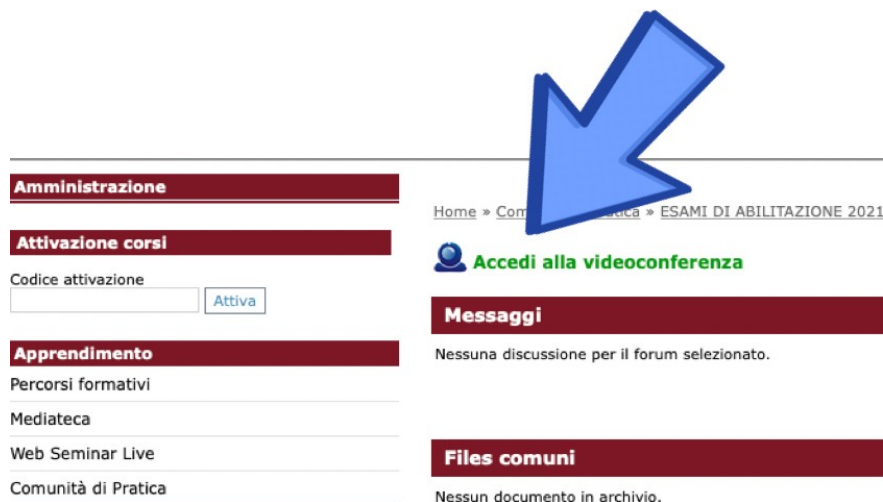 Amministrazione
Attivazione corsi
Codice attivazione
Attiva
Apprendimento
Percorsi formativi
Mediateca
Web Seminar Live
Comunità di Pratica
Home » » ESAMI DI ABILITAZIONE 2021
Accedi alla videoconferenza
Messaggi
Nessuna discussione per il forum selezionato.
Files comuni
Nessun documento in archivio.